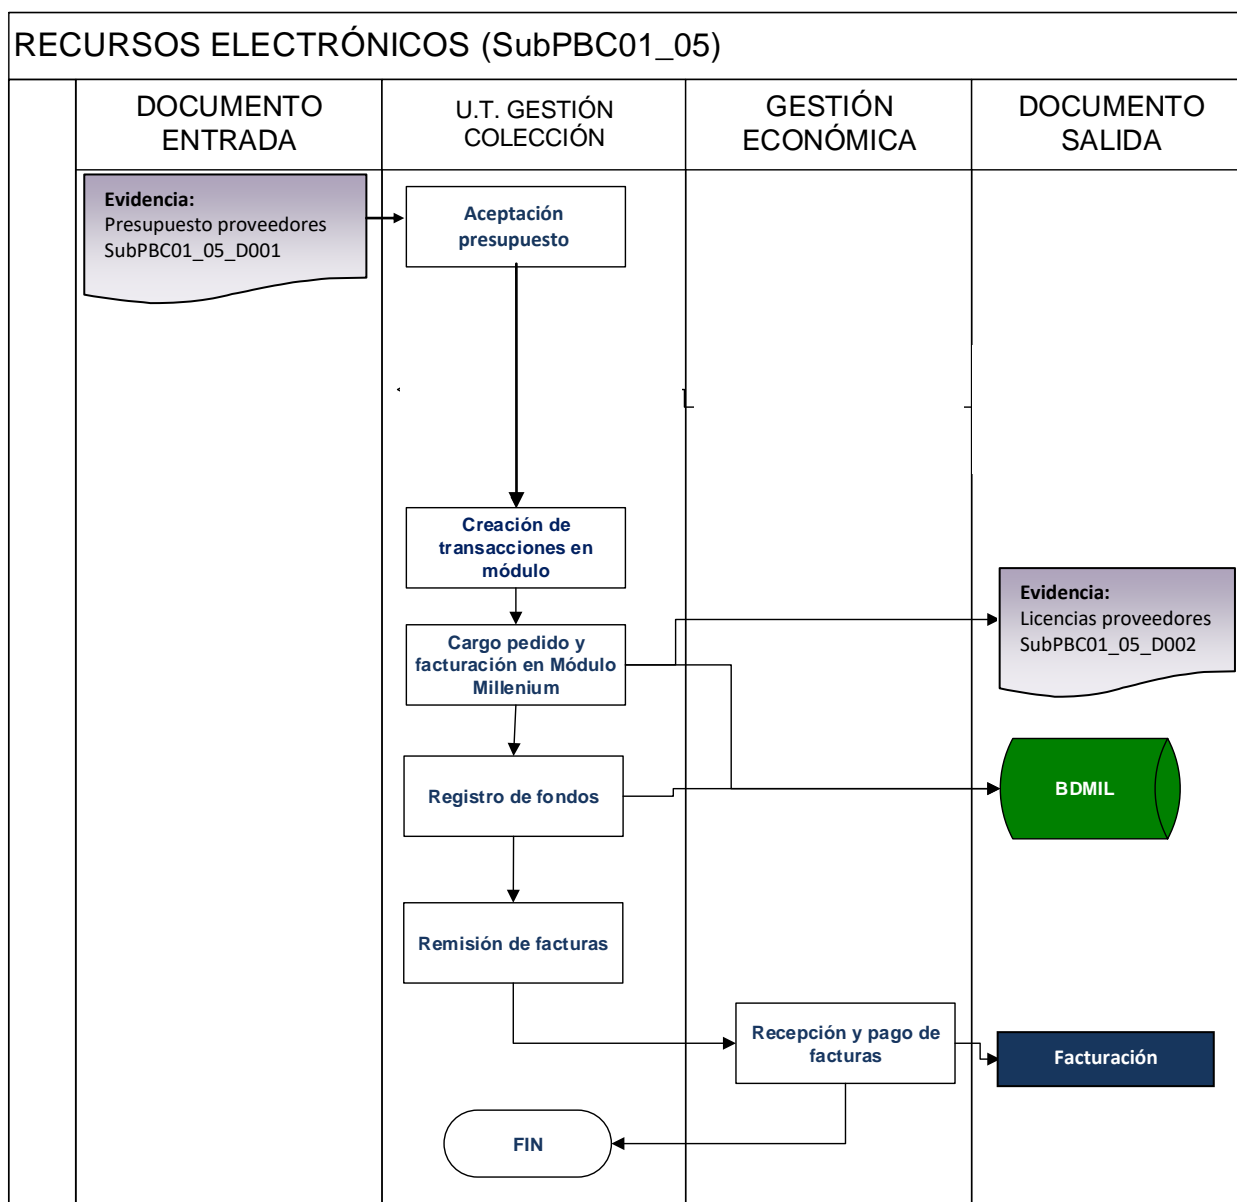 RECURSOS ELECTRÓNICOS (SubPBC01_05)
DOCUMENTO
ENTRADA
U.T. GESTIÓN
COLECCIÓN
GESTIÓN
ECONÓMICA
DOCUMENTO
SALIDA
Evidencia:
Presupuesto proveedores
SubPBC01_05_D001
Aceptación
presupuesto
Creación de
transacciones en
módulo
Cargo pedido y
facturación en Módulo
Millenium
Evidencia:
Licencias proveedores
SubPBC01_05_D002
Registro de fondos
BDMIL
Remisión de facturas
Recepción y pago de
facturas
Facturación
FIN